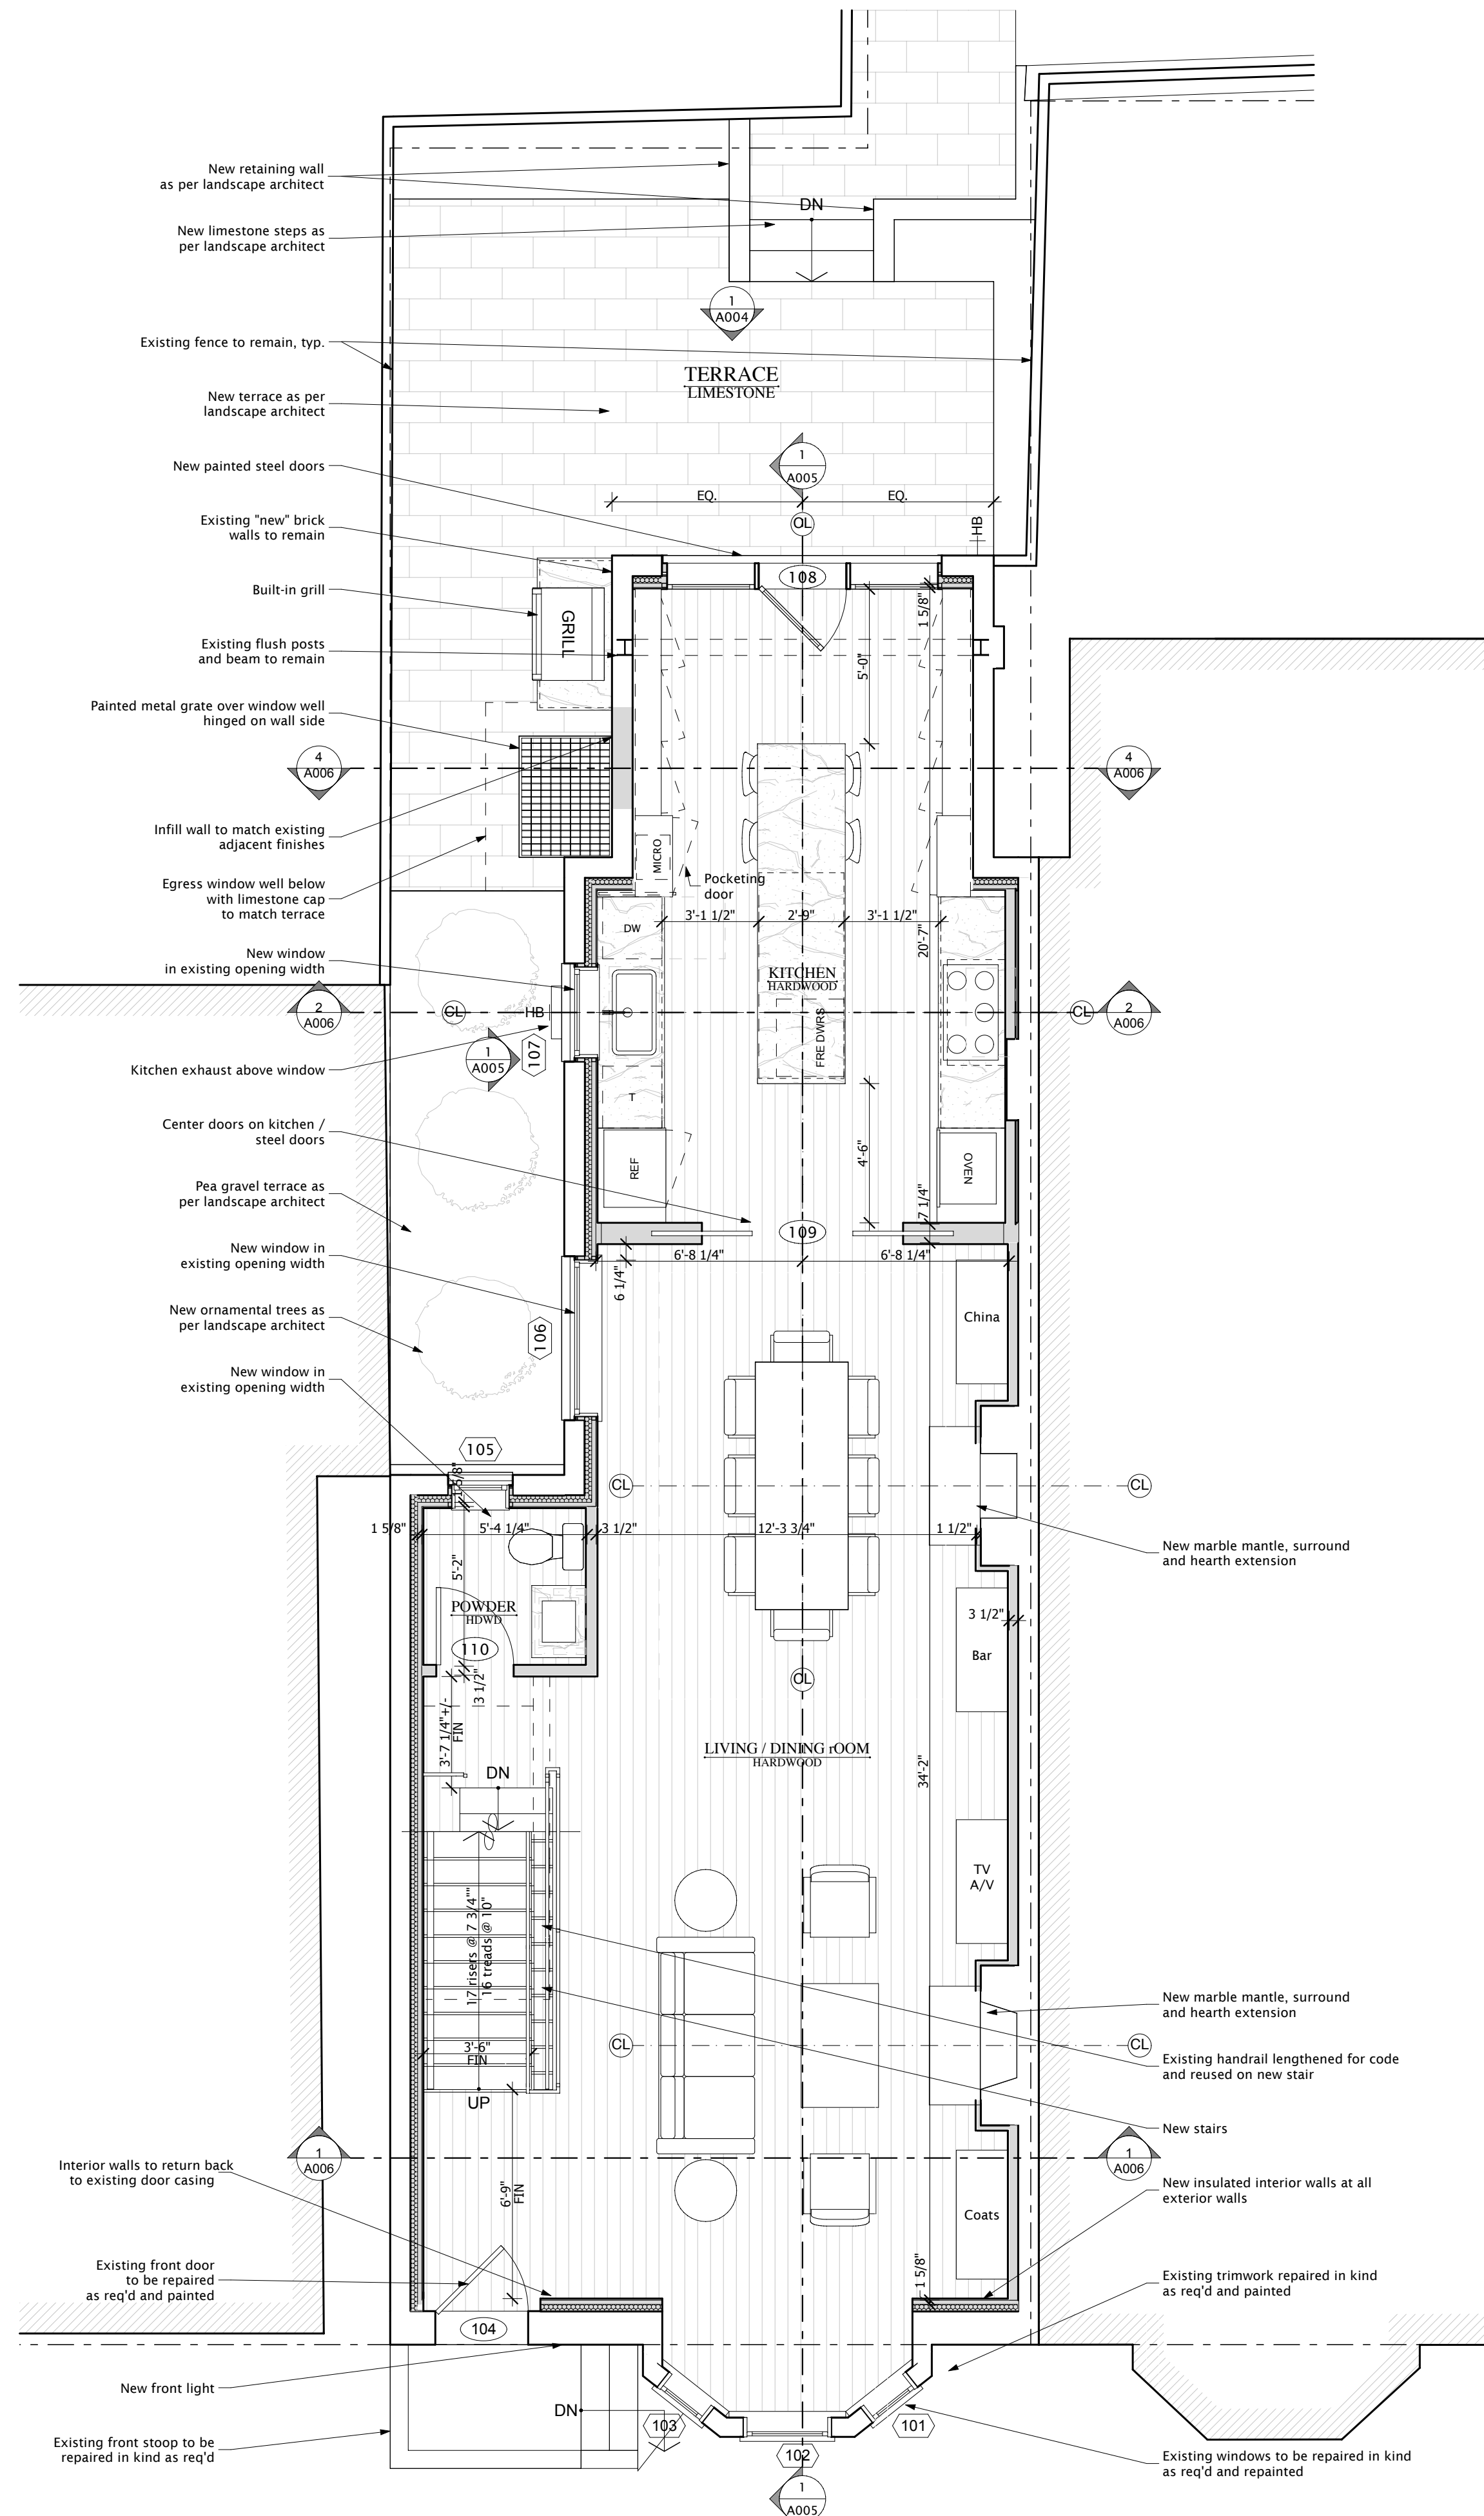 New retaining wall
as per landscape architect
DN
New limestone steps as
per landscape architect
1
A004
Existing fence to remain, typ.
TERRACE
LIMESTONE
New terrace as per
landscape architect
New painted steel doors
1
A005
EQ.
EQ.
CL
HB
Existing "new" brick
walls to remain
108
Built-in grill
GRILL
1 5/8"
Existing flush posts
and beam to remain
5'-0"
Painted metal grate over window well
hinged on wall side
4
A006
4
A006
Infill wall to match existing
adjacent finishes
MICRO
Pocketing
door
Egress window well below
with limestone cap
to match terrace
3'-1 1/2"
2'-9"
3'-1 1/2"
DW
20'-7"
New window
in existing opening width
KITCHEN
HARDWOOD
2
A006
CL
HB
CL
2
A006
FRE DWRS
1
A005
107
Kitchen exhaust above window
T
Center doors on kitchen /
steel doors
REF
4'-6"
OVEN
Pea gravel terrace as
per landscape architect
7 1/4"
109
New window in
existing opening width
6'-8 1/4"
6'-8 1/4"
6 1/4"
New ornamental trees as
per landscape architect
106
China
New window in
existing opening width
105
1 5/8"
CL
CL
1 5/8"
5'-4 1/4"
3 1/2"
12'-3 3/4"
1 1/2"
New marble mantle, surround
and hearth extension
5'-2"
POWDER
HDWD
3 1/2"
110
Bar
3 1/2"
CL
3'-7 1/4"+/-
FIN
LIVING / DINING rOOM
HARDWOOD
34'-2"
DN
TV
A/V
17 risers @ 7 3/4""
16 treads @ 10"
New marble mantle, surround
and hearth extension
3'-6"
FIN
CL
CL
Existing handrail lengthened for code
and reused on new stair
UP
New stairs
1
A006
1
A006
Interior walls to return back
to existing door casing
6'-9"
FIN
New insulated interior walls at all
exterior walls
Coats
Existing front door
to be repaired
as req'd and painted
1 5/8"
Existing trimwork repaired in kind
as req'd and painted
104
New front light
DN
103
101
Existing front stoop to be
repaired in kind as req'd
102
Existing windows to be repaired in kind
as req'd and repainted
1
A005